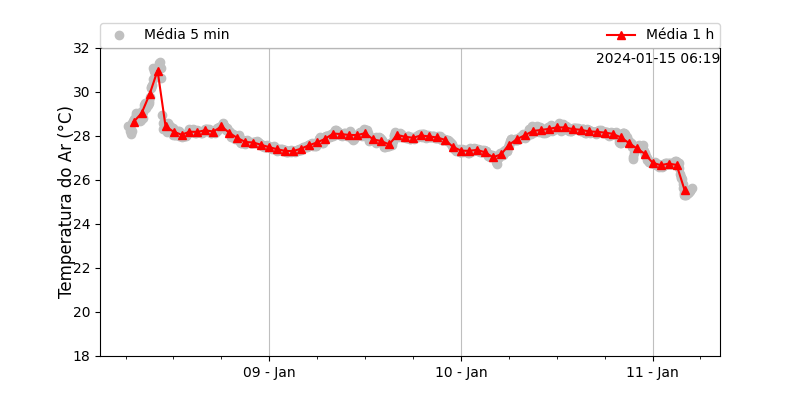 Média 5 min
Média 1 h
2024-01-15 06:19
Temperatura do Ar (°C)
32
30
28
26
24
22
20
18
09 - Jan
10 - Jan
11 - Jan